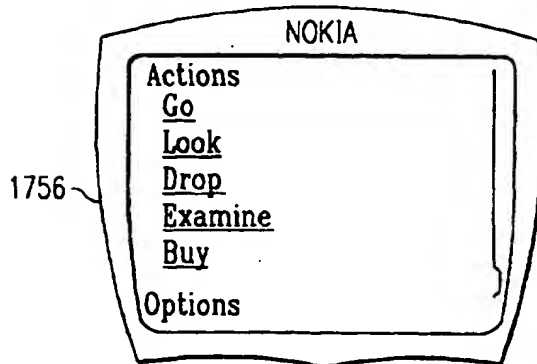 NOKIA
Actions
Go
Look
Drop
Examine
Buy
1756
Options